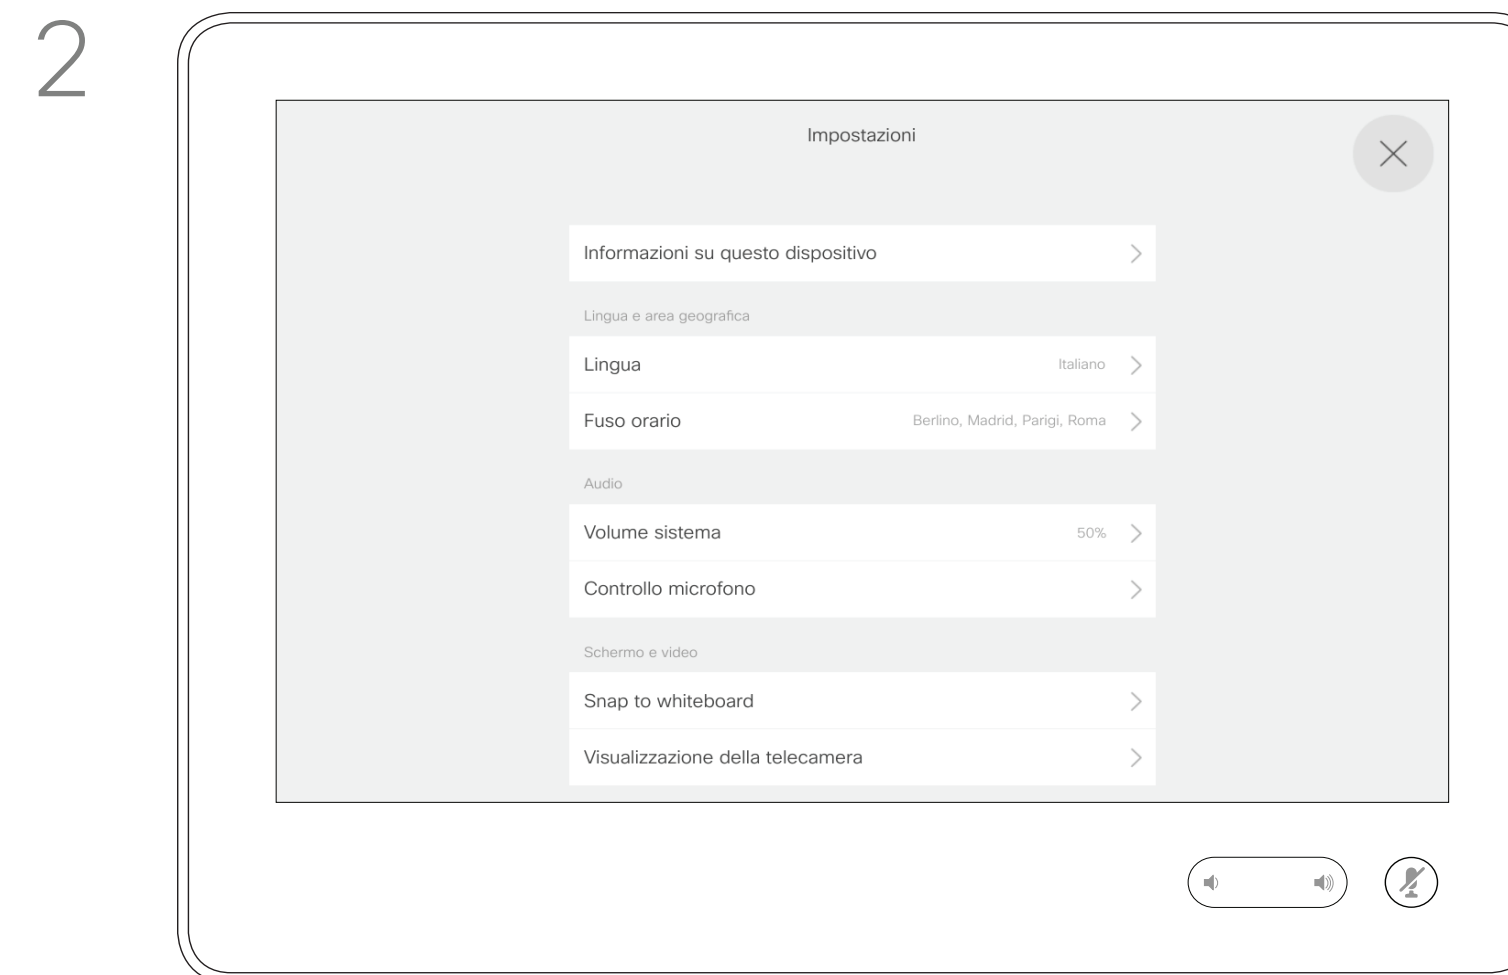 2
Impostazioni
Informazioni su questo dispositivo
Lingua e area geografica
Lingua Italiano
Fuso orario Berlino, Madrid, Parigi, Roma
Audio
Volume sistema 50%
Controllo microfono
Schermo e video
Snap to whiteboard
Visualizzazione della telecamera